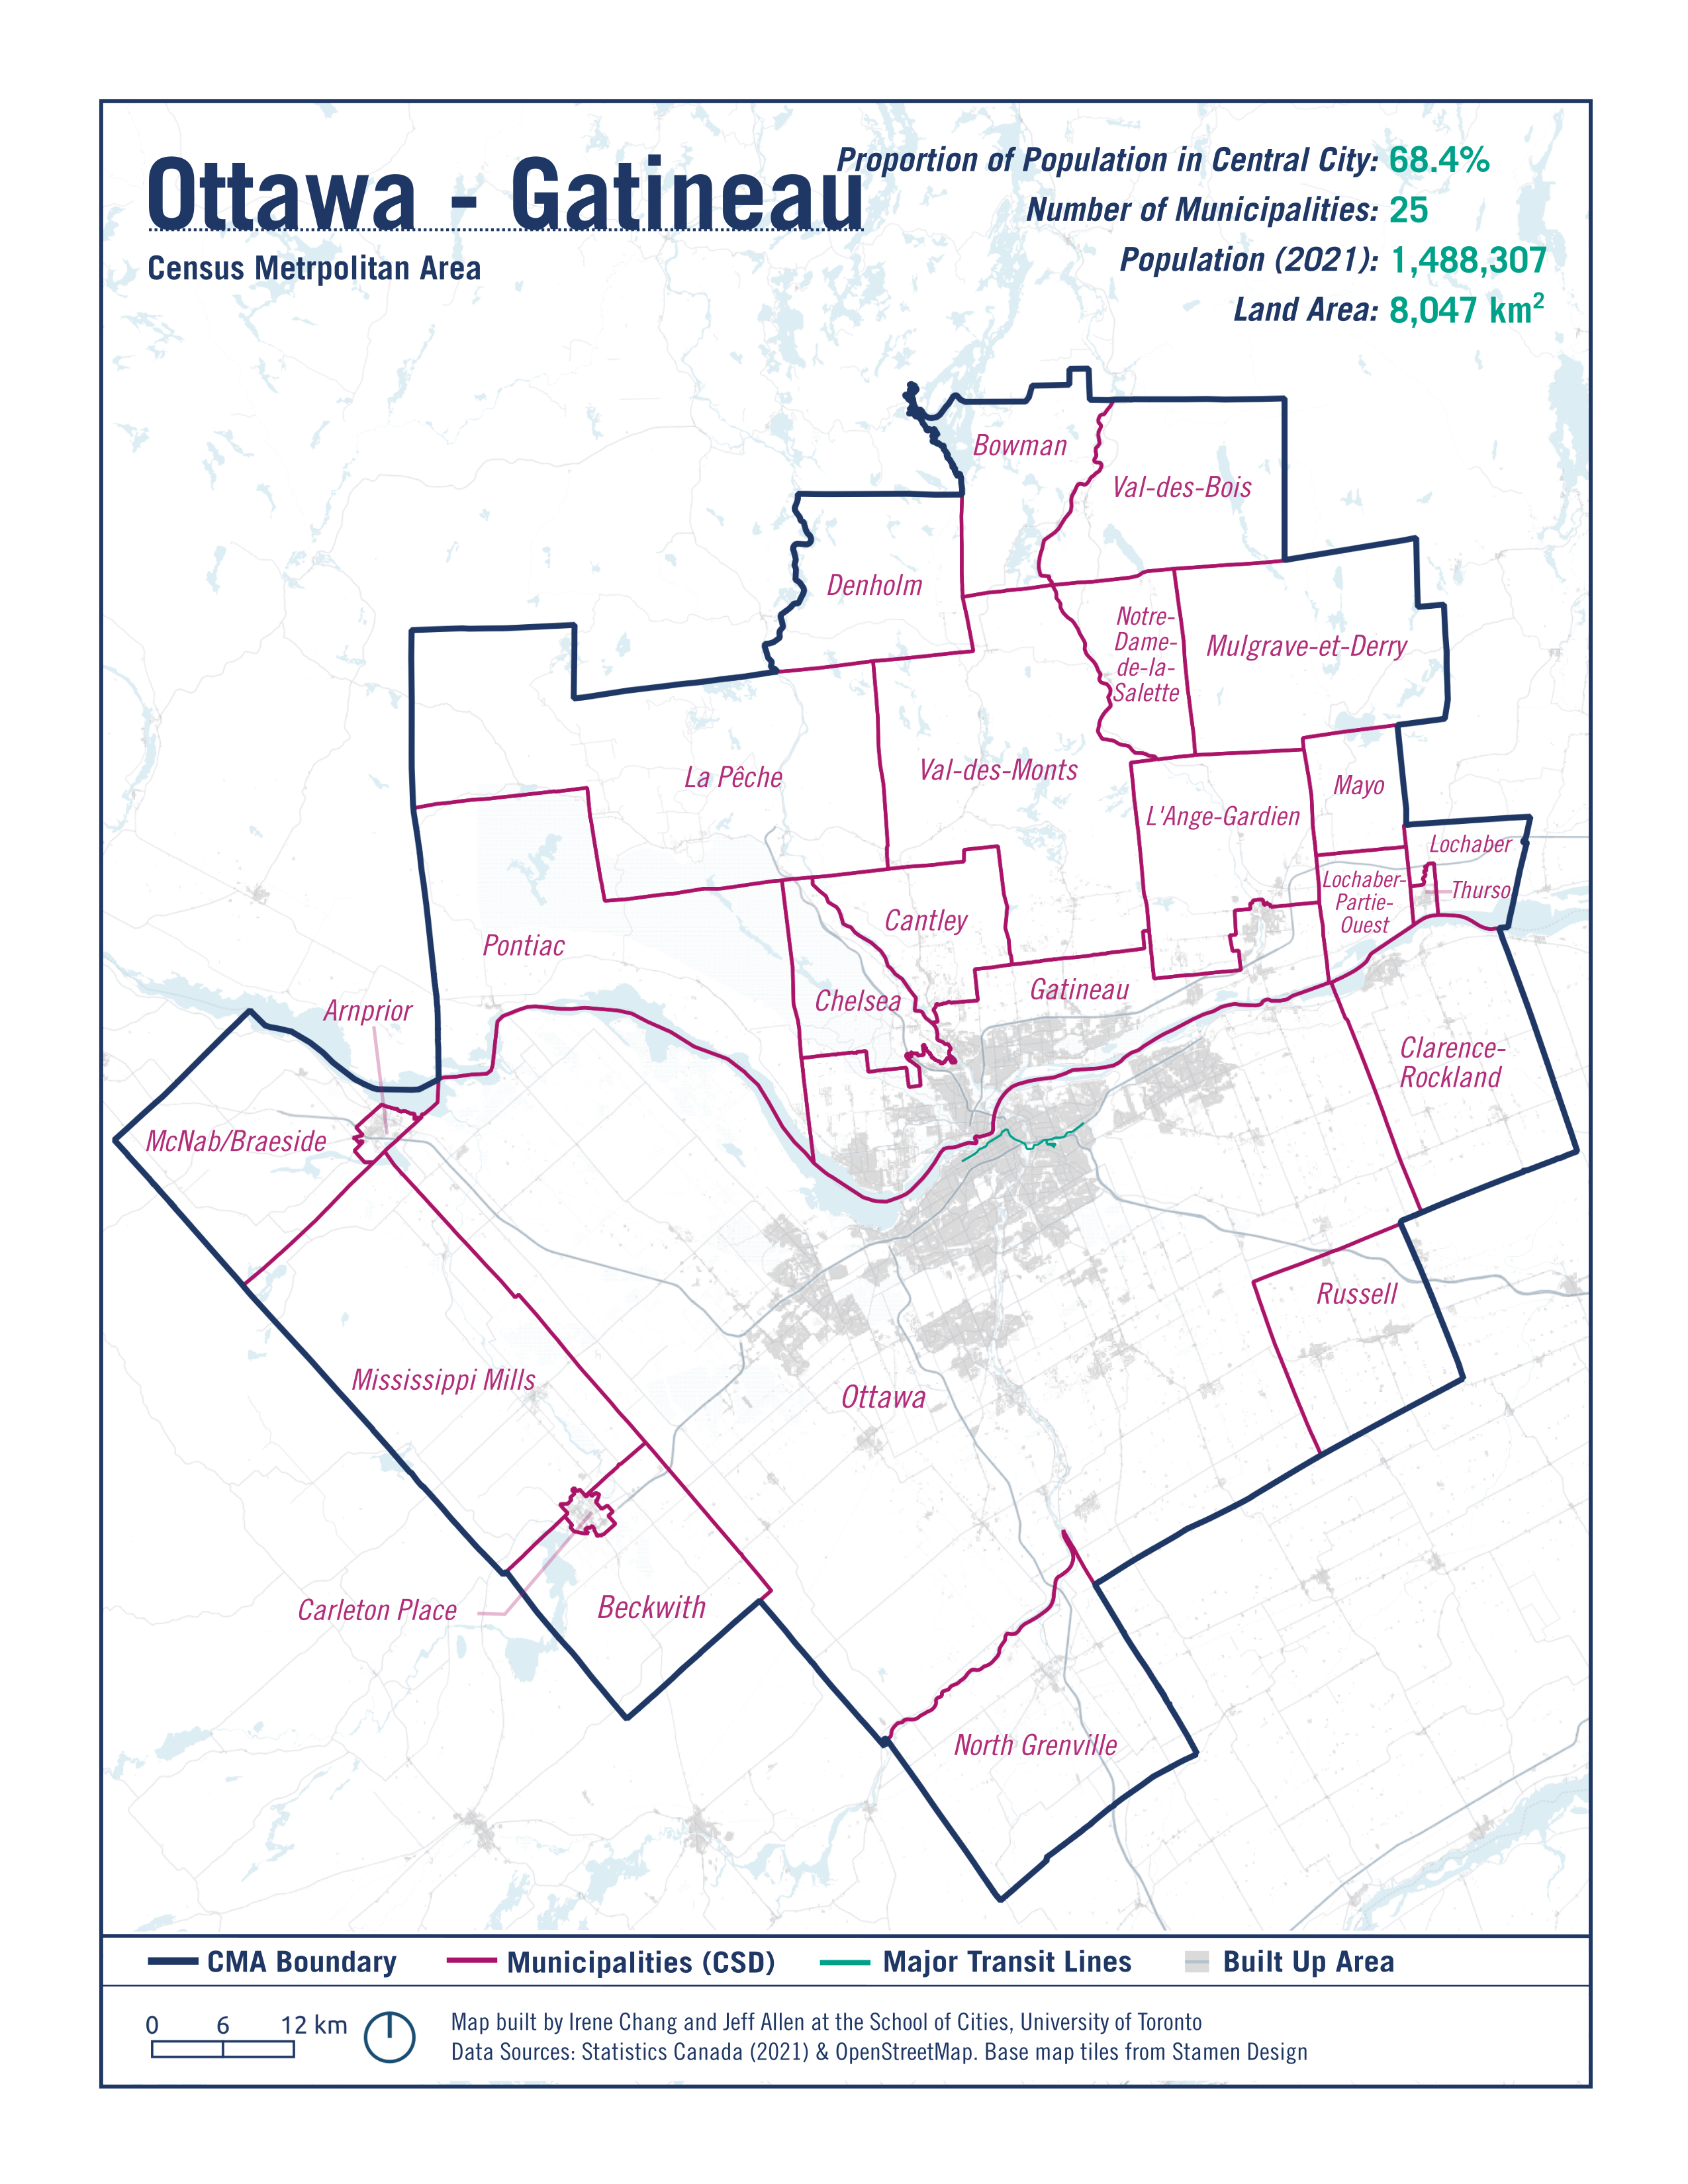 Ottawa - Gatineau
Census Metrpolitan Area
Proportion of Population in Central City: 68.4%
Number of Municipalities: 25
Population (2021): 1,488,307
Land Area: 8,047 km²
Bowman
Val-des-Bois
Denholm
Notre-
Dame-
de-la-
Salette
Mulgrave-et-Derry
La Pêche
Val-des-Monts
Mayo
L'Ange-Gardien
Lochaber
Lochaber-
Partie-
Ouest
Thurso
Cantley
Pontiac
Chelsea
Gatineau
Arnprior
Clarence-
Rockland
McNab/Braeside
Russell
Mississippi Mills
Ottawa
Carleton Place
Beckwith
North Grenville
CMA Boundary
Municipalities (CSD)
Major Transit Lines
Built Up Area
0 6 12 km
Map built by Irene Chang and Jeff Allen at the School of Cities, University of Toronto
Data Sources: Statistics Canada (2021) & OpenStreetMap. Base map tiles from Stamen Design